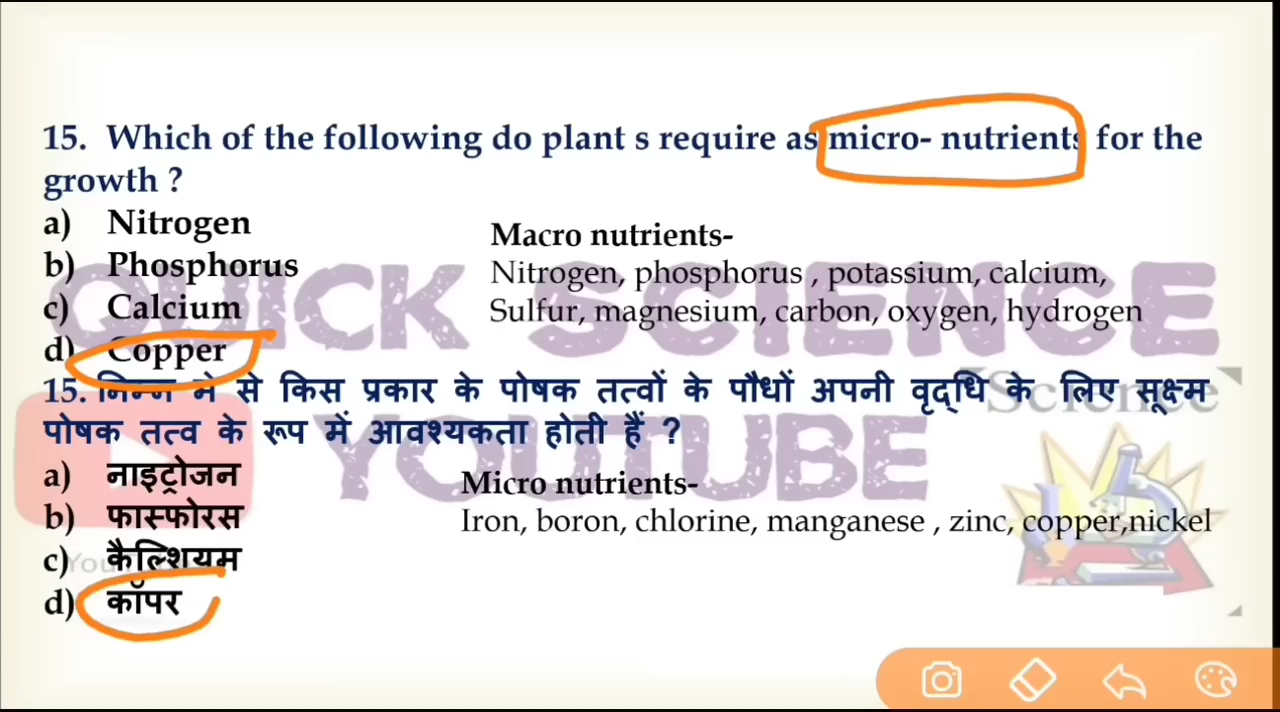 15. Which of the following do plant s require as micro- nutrients for the
growth ?
a) Nitrogen
b) Phosphorus
c) Calcium
d) Copper
Macro nutrients-
Nitrogen, phosphorus , potassium, calcium,
Sulfur, magnesium, carbon, oxygen, hydrogen
QUICK SCIENCE
YOUTUBE
Science
15. निम्न मे से किस प्रकार के पोषक तत्वों के पौधों अपनी वृद्धि के लिए सूक्ष्म
पोषक तत्व के रूप में आवश्यकता होती हैं ?
a) नाइट्रोजन
b) फास्फोरस
c) कैल्शियम
d) कॉपर
Micro nutrients-
Iron, boron, chlorine, manganese , zinc, copper,nickel